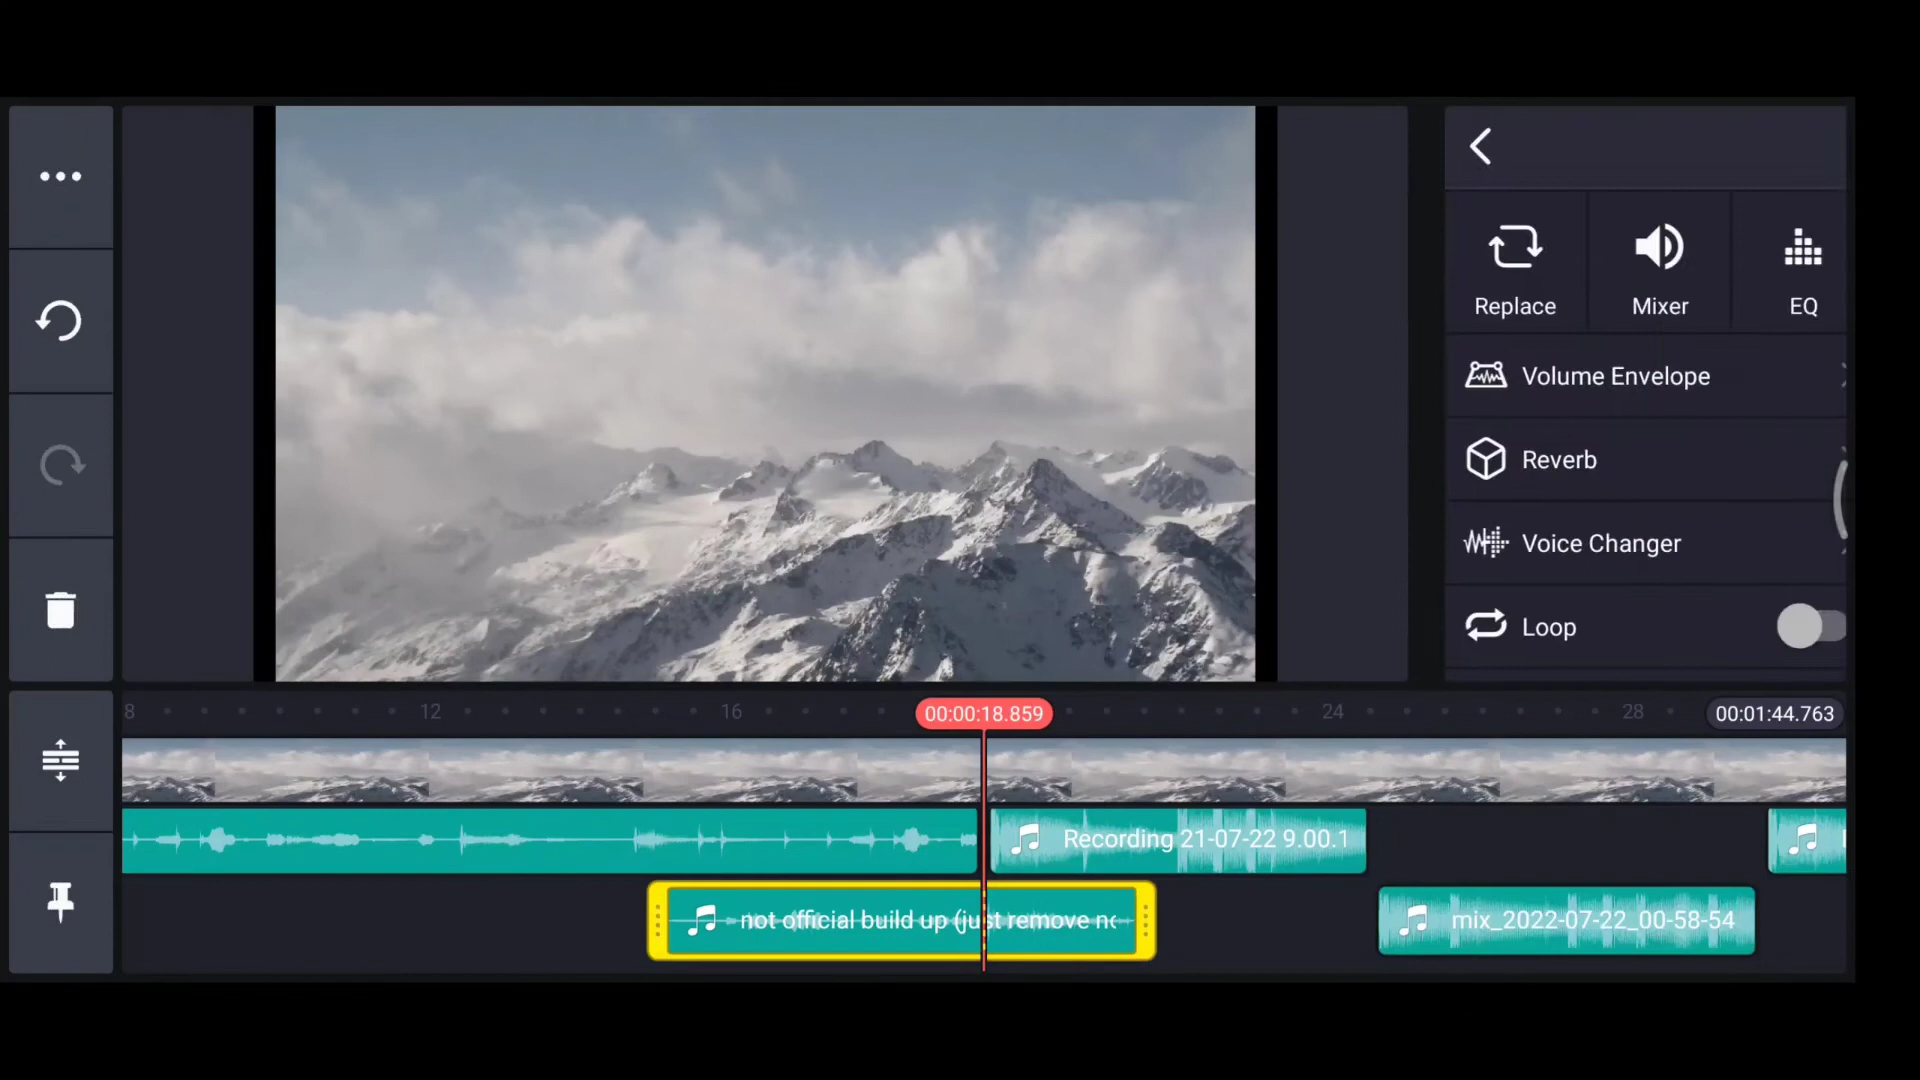 Replace Mixer EQ
Volume Envelope
Reverb
Voice Changer
Loop
8 12 16 00:00:18.859 24 28 00:01:44.763
Recording 21-07-22 9.00.1
not official build up (just remove
mix_2022-07-22_00-58-54